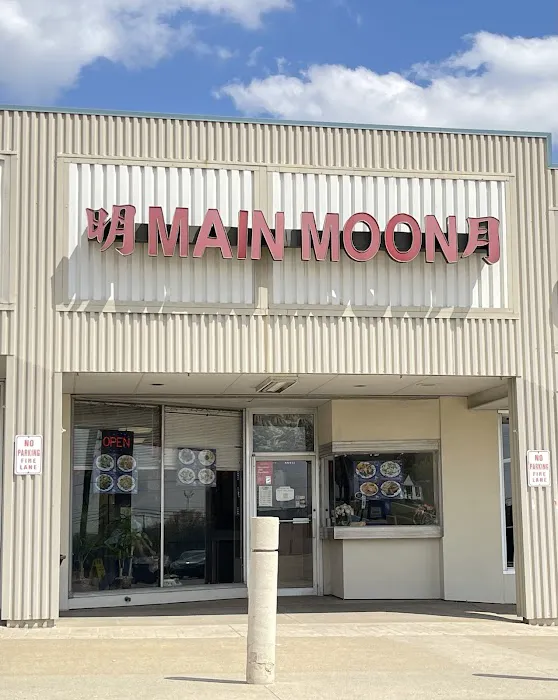 明 MAIN MOON 月
OPEN
NO
PARKING
FIRE
LANE
NO
PARKING
FIRE
LANE